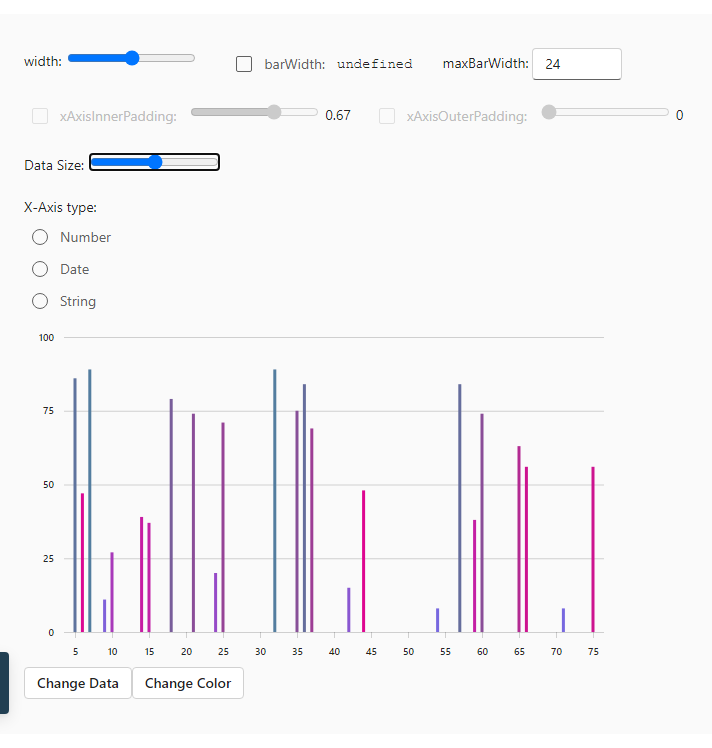 width: barWidth: undefined maxBarWidth: 24
xAxisInnerPadding: 0.67 xAxisOuterPadding: 0
Data Size:
X-Axis type:
Number
Date
String
100
75
50
25
0
5 10 15 20 25 30 35 40 45 50 55 60 65 70 75
Change Data Change Color